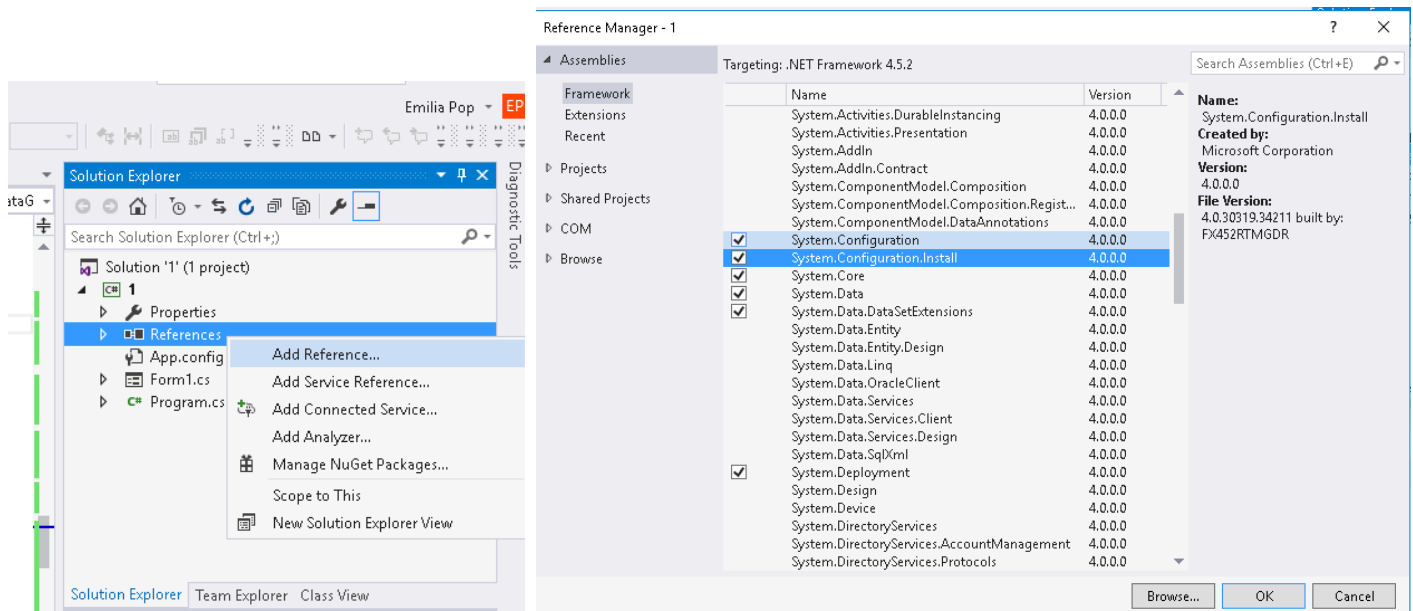 Emilia Pop
EP
Solution Explorer
Search Solution Explorer (Ctrl+;)
Solution '1' (1 project)
C# 1
Properties
References
App.config
Form1.cs
C# Program.cs
Add Reference...
Add Service Reference...
Add Connected Service...
Add Analyzer...
Manage NuGet Packages...
Scope to This
New Solution Explorer View
Solution Explorer Team Explorer Class View
Diagnostic Tools
ataG
Reference Manager - 1
? 
Assemblies
Framework
Extensions
Recent
Projects
Shared Projects
COM
Browse
Targeting: .NET Framework 4.5.2
Search Assemblies (Ctrl+E)
Name Version
System.Activities.DurableInstancing 4.0.0.0
System.Activities.Presentation 4.0.0.0
System.AddIn 4.0.0.0
System.AddIn.Contract 4.0.0.0
System.ComponentModel.Composition 4.0.0.0
System.ComponentModel.Composition.Regist... 4.0.0.0
System.ComponentModel.DataAnnotations 4.0.0.0
System.Configuration 4.0.0.0
System.Configuration.Install 4.0.0.0
System.Core 4.0.0.0
System.Data 4.0.0.0
System.Data.DataSetExtensions 4.0.0.0
System.Data.Entity 4.0.0.0
System.Data.Entity.Design 4.0.0.0
System.Data.Linq 4.0.0.0
System.Data.OracleClient 4.0.0.0
System.Data.Services 4.0.0.0
System.Data.Services.Client 4.0.0.0
System.Data.Services.Design 4.0.0.0
System.Data.SqlXml 4.0.0.0
System.Deployment 4.0.0.0
System.Design 4.0.0.0
System.Device 4.0.0.0
System.DirectoryServices 4.0.0.0
System.DirectoryServices.AccountManagement 4.0.0.0
System.DirectoryServices.Protocols 4.0.0.0
Name:
System.Configuration.Install
Created by:
Microsoft Corporation
Version:
4.0.0.0
File Version:
4.0.30319.34211 built by:
FX452RTMGDR
Browse... OK Cancel